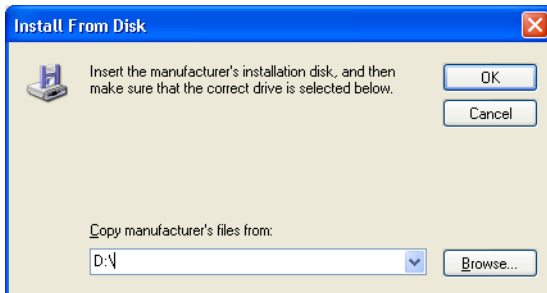 Install From Disk
Insert the manufacturer's installation disk, and then
make sure that the correct drive is selected below.
OK
Cancel
Copy manufacturer's files from:
D:\
Browse...